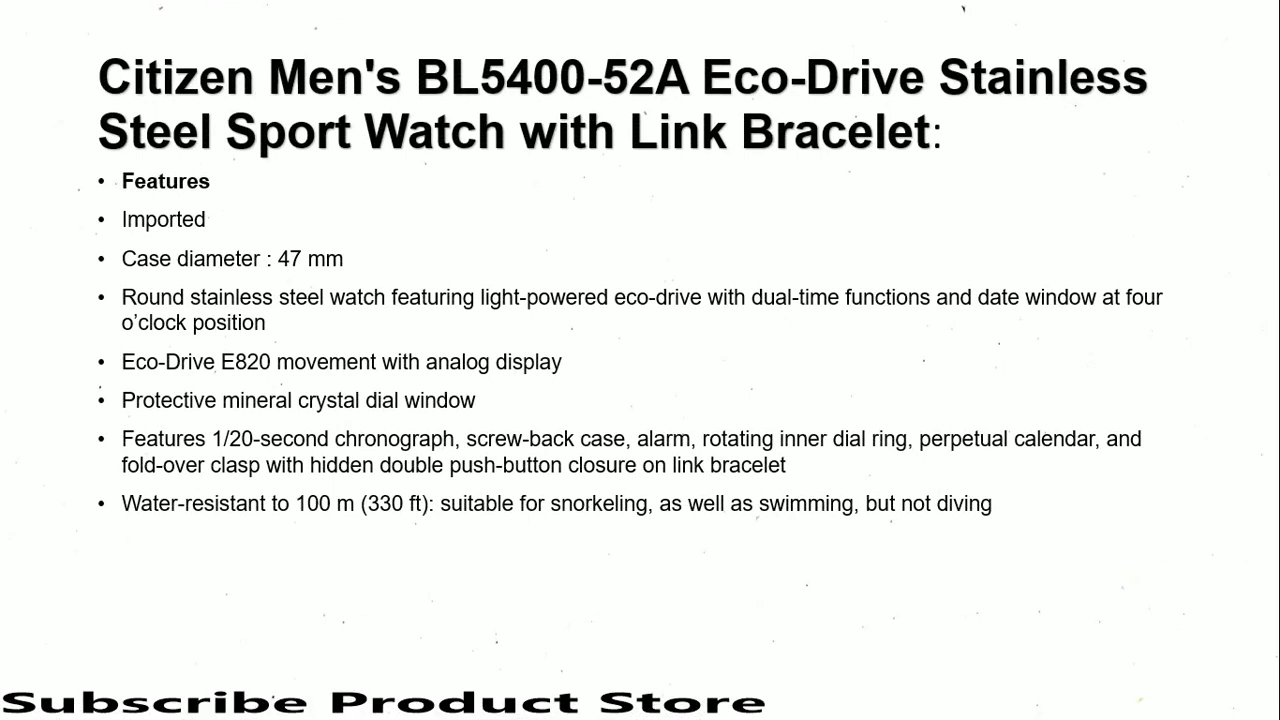 Citizen Men's BL5400-52A Eco-Drive Stainless
Steel Sport Watch with Link Bracelet:
• Features
• Imported
• Case diameter : 47 mm
• Round stainless steel watch featuring light-powered eco-drive with dual-time functions and date window at four
o’clock position
• Eco-Drive E820 movement with analog display
• Protective mineral crystal dial window
• Features 1/20-second chronograph, screw-back case, alarm, rotating inner dial ring, perpetual calendar, and
fold-over clasp with hidden double push-button closure on link bracelet
• Water-resistant to 100 m (330 ft): suitable for snorkeling, as well as swimming, but not diving
Subscribe Product Store